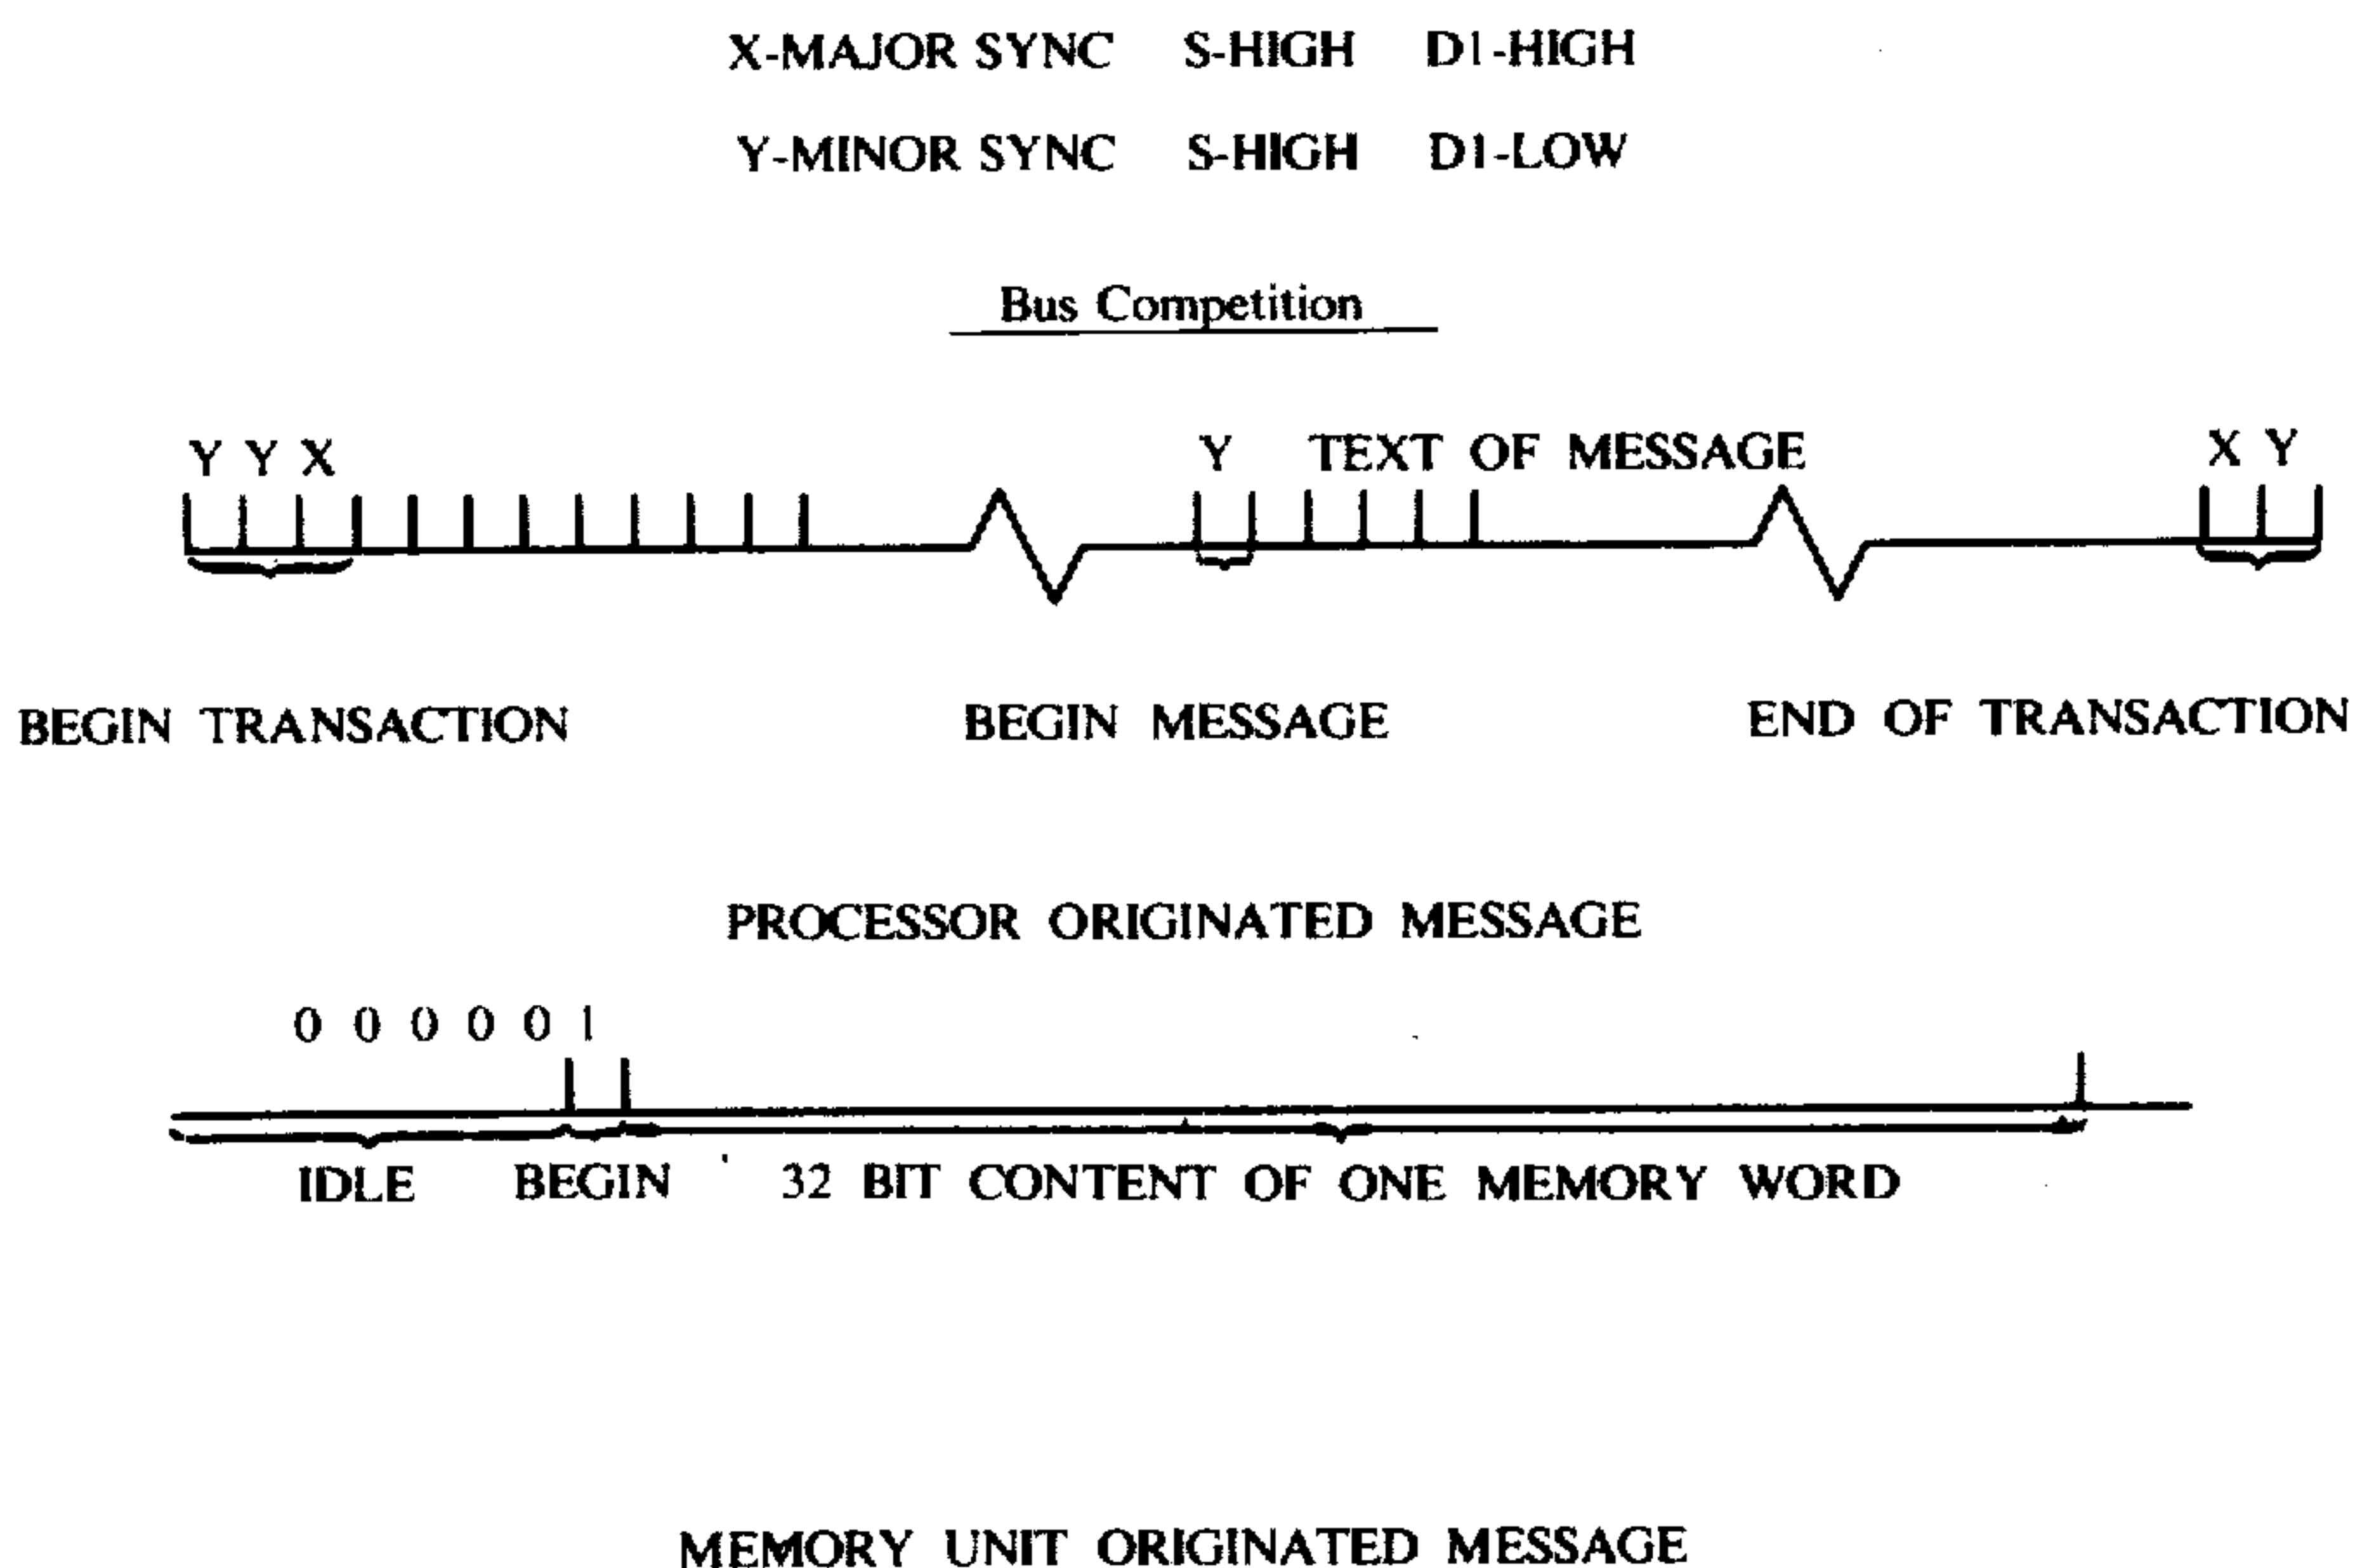 X-MAJOR SYNC S-HIGH D1-HIGH
Y-MINOR SYNC S-HIGH D1-LOW
Bus Competition
Y Y X Y TEXT OF MESSAGE X Y
BEGIN TRANSACTION BEGIN MESSAGE END OF TRANSACTION
PROCESSOR ORIGINATED MESSAGE
0 0 0 0 0 1
IDLE BEGIN 32 BIT CONTENT OF ONE MEMORY WORD
MEMORY UNIT ORIGINATED MESSAGE